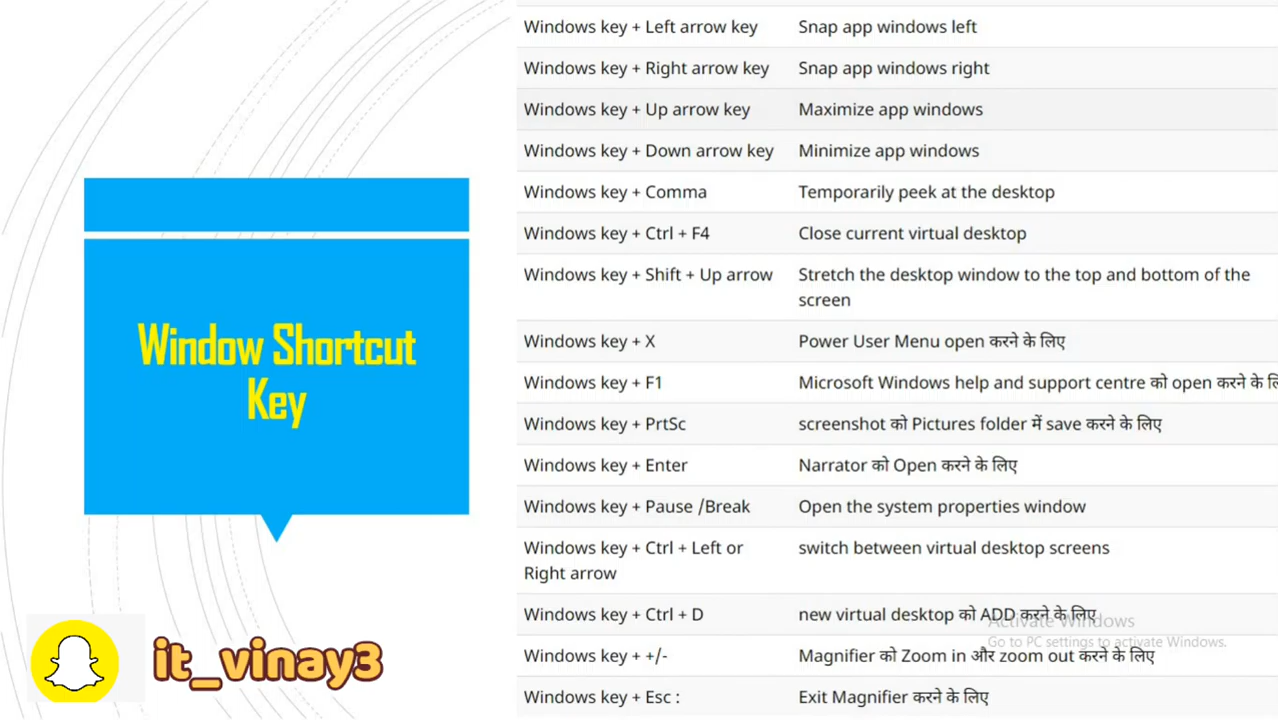 Window Shortcut
Key
it_vinay3
Windows key + Left arrow key Snap app windows left
Windows key + Right arrow key Snap app windows right
Windows key + Up arrow key Maximize app windows
Windows key + Down arrow key Minimize app windows
Windows key + Comma Temporarily peek at the desktop
Windows key + Ctrl + F4 Close current virtual desktop
Windows key + Shift + Up arrow Stretch the desktop window to the top and bottom of the
screen
Windows key + X Power User Menu open करने के लिए
Windows key + F1 Microsoft Windows help and support centre को open करने के
Windows key + PrtSc screenshot को Pictures folder में save करने के लिए
Windows key + Enter Narrator को Open करने के लिए
Windows key + Pause /Break Open the system properties window
Windows key + Ctrl + Left or switch between virtual desktop screens
Right arrow
Windows key + Ctrl + D new virtual desktop को ADD करने के लिए
Activate Windows
Go to PC settings to activate Windows.
Windows key + +/- Magnifier को Zoom in और zoom out करने के लिए
Windows key + Esc : Exit Magnifier करने के लिए